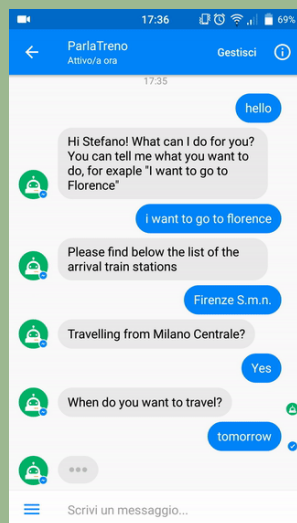 17:36
69%
ParlaTreno
Attivo/a ora
Gestisci
17:35
hello
Hi Stefano! What can I do for you?
You can tell me what you want to
do, for exaple "I want to go to
Florence"
i want to go to florence
Please find below the list of the
arrival train stations
Firenze S.m.n.
Travelling from Milano Centrale?
Yes
When do you want to travel?
tomorrow
Scrivi un messaggio...